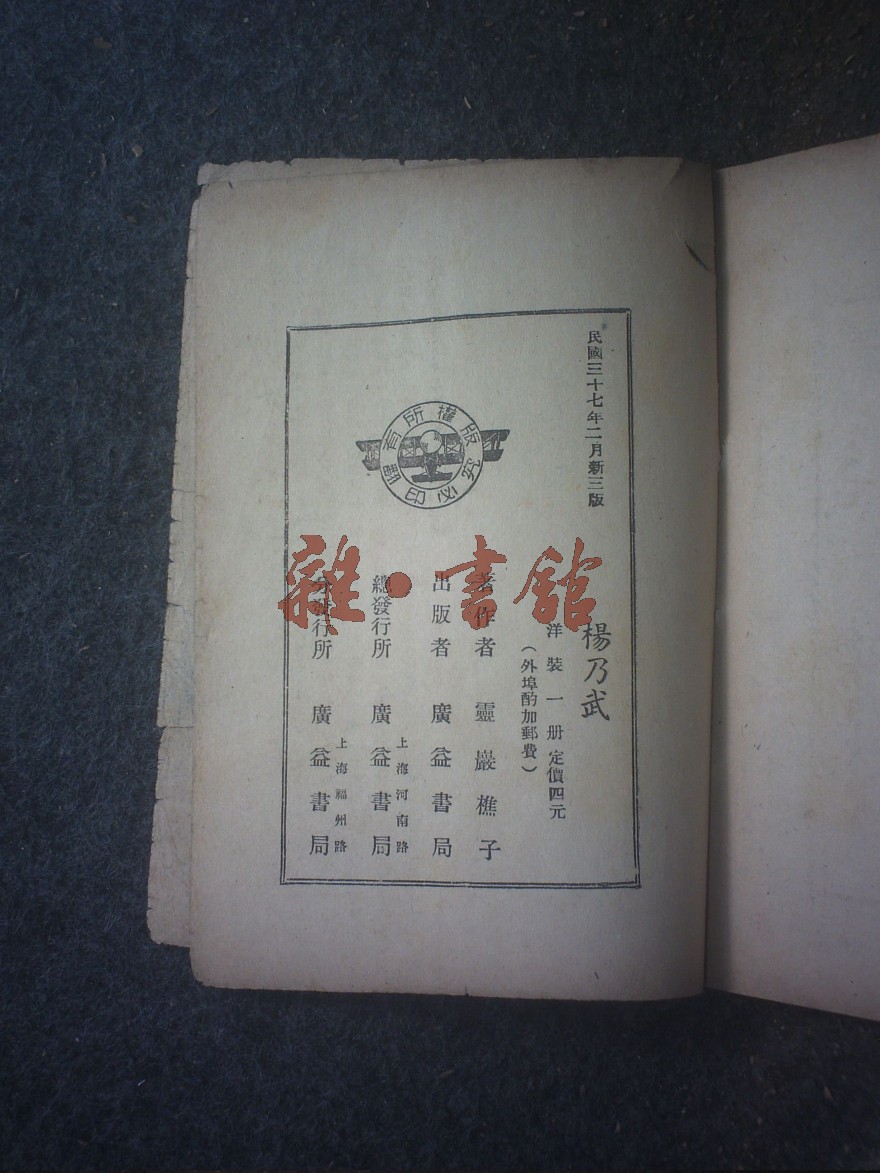 民國三十七年二月新三版
楊乃武
洋裝一册定價四元
（外埠酌加郵費）
著作者 靈巖樵子
出版者 廣益書局
總發行所 上海河南路 廣益書局
分發行所 上海福州路 廣益書局
版權所有
翻印必究
雜·書舘